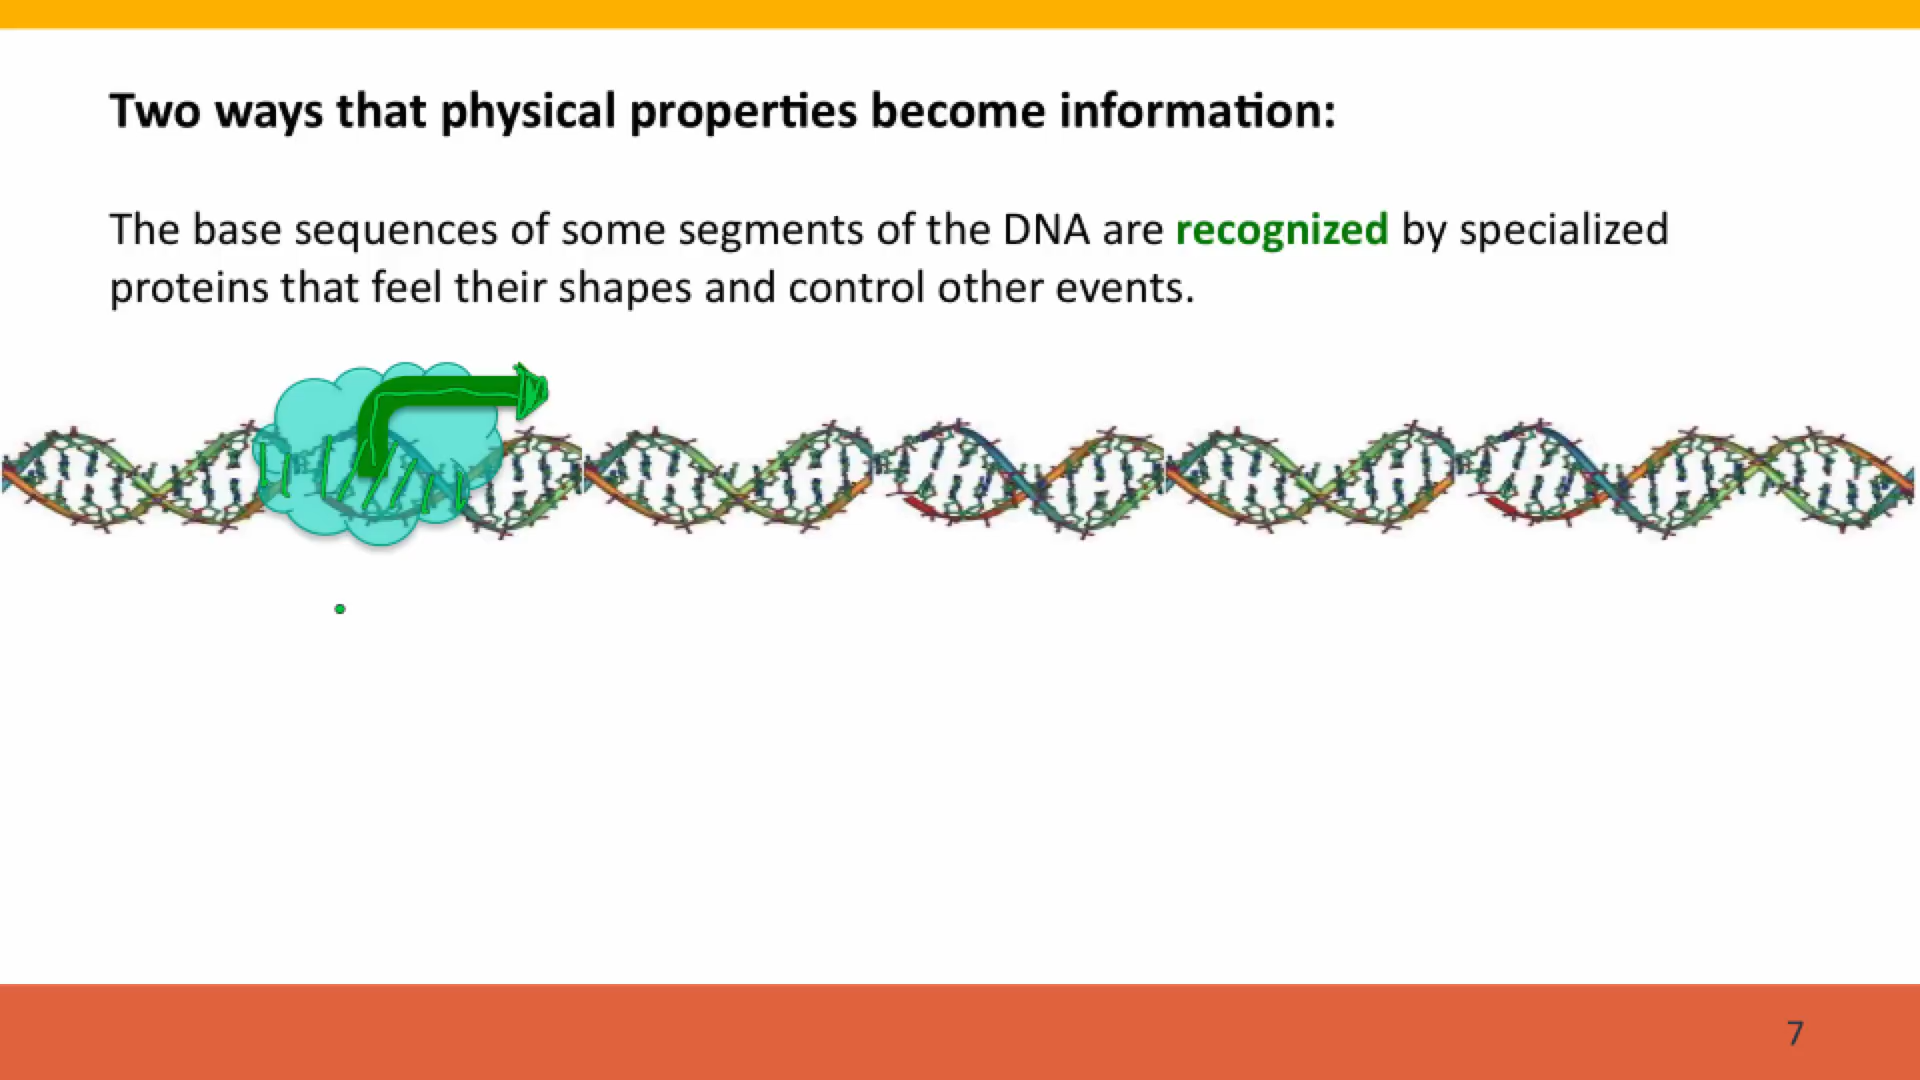 Two ways that physical properties become information:
The base sequences of some segments of the DNA are recognized by specialized
proteins that feel their shapes and control other events.
7